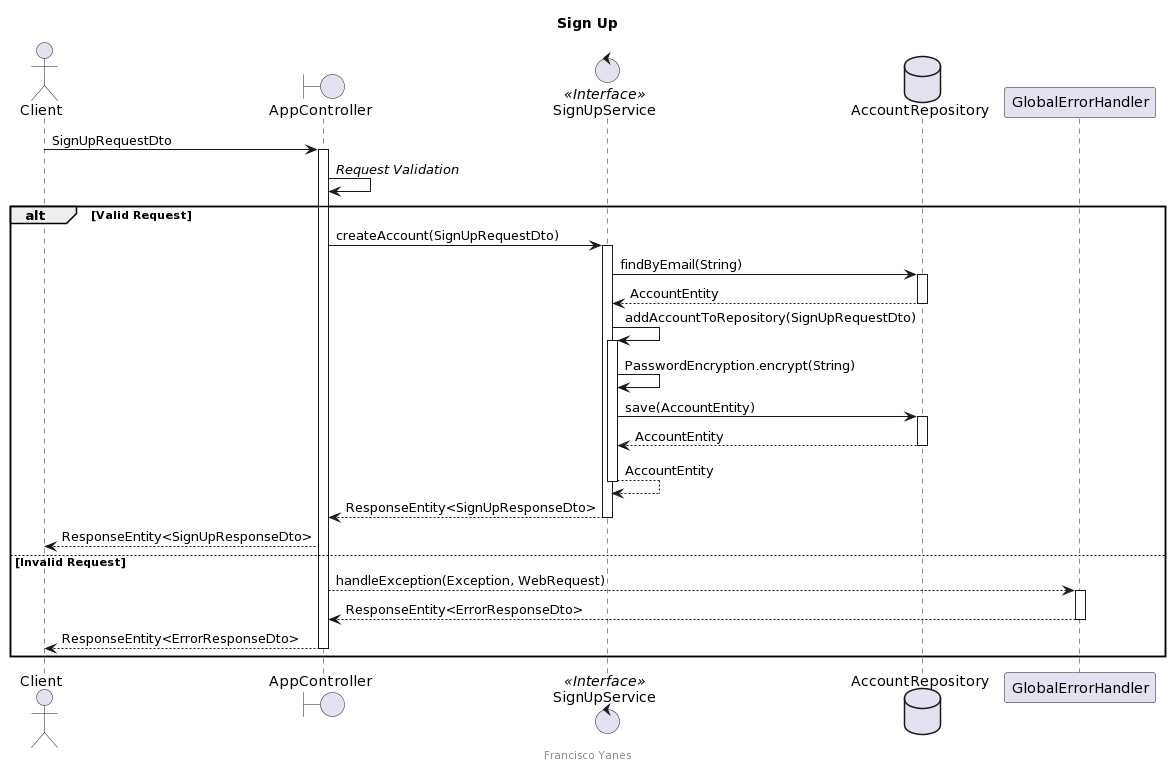 Sign Up
Client
AppController
«Interface»
SignUpService
AccountRepository
GlobalErrorHandler
SignUpRequestDto
Request Validation
alt [Valid Request]
createAccount(SignUpRequestDto)
findByEmail(String)
AccountEntity
addAccountToRepository(SignUpRequestDto)
PasswordEncryption.encrypt(String)
save(AccountEntity)
AccountEntity
AccountEntity
ResponseEntity<SignUpResponseDto>
ResponseEntity<SignUpResponseDto>
[Invalid Request]
handleException(Exception, WebRequest)
ResponseEntity<ErrorResponseDto>
ResponseEntity<ErrorResponseDto>
Client
AppController
«Interface»
SignUpService
AccountRepository
GlobalErrorHandler
Francisco Yanes